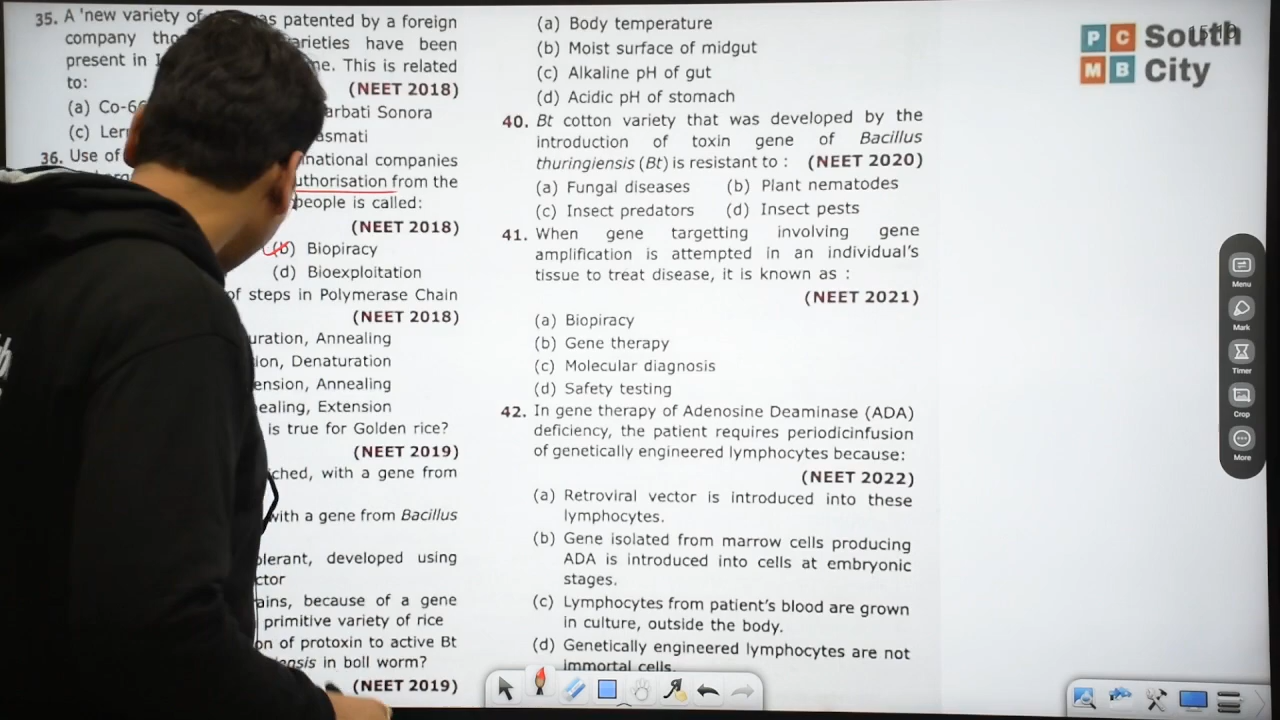 35. A 'new variety of as patented by a foreign
company tho arieties have been
present in me. This is related
to:
(NEET 2018)
(a) Co-66 arbati Sonora
(c) Ler asmati
36. Use of national companies
uthorisation from the
people is called:
(NEET 2018)
(b) Biopiracy
(d) Bioexploitation
of steps in Polymerase Chain
(NEET 2018)
uration, Annealing
ion, Denaturation
ension, Annealing
ealing, Extension
is true for Golden rice?
(NEET 2019)
ched, with a gene from
with a gene from Bacillus
olerant, developed using
ctor
ains, because of a gene
primitive variety of rice
on of protoxin to active Bt
ensis in boll worm?
(NEET 2019)
(a) Body temperature
(b) Moist surface of midgut
(c) Alkaline pH of gut
(d) Acidic pH of stomach
40. Bt cotton variety that was developed by the
introduction of toxin gene of Bacillus
thuringiensis (Bt) is resistant to : (NEET 2020)
(a) Fungal diseases (b) Plant nematodes
(c) Insect predators (d) Insect pests
41. When gene targetting involving gene
amplification is attempted in an individual's
tissue to treat disease, it is known as :
(NEET 2021)
(a) Biopiracy
(b) Gene therapy
(c) Molecular diagnosis
(d) Safety testing
42. In gene therapy of Adenosine Deaminase (ADA)
deficiency, the patient requires periodicinfusion
of genetically engineered lymphocytes because:
(NEET 2022)
(a) Retroviral vector is introduced into these
lymphocytes.
(b) Gene isolated from marrow cells producing
ADA is introduced into cells at embryonic
stages.
(c) Lymphocytes from patient's blood are grown
in culture, outside the body.
(d) Genetically engineered lymphocytes are not
immortal cells.
P C South
M B City
Menu
Mark
Timer
Crop
More